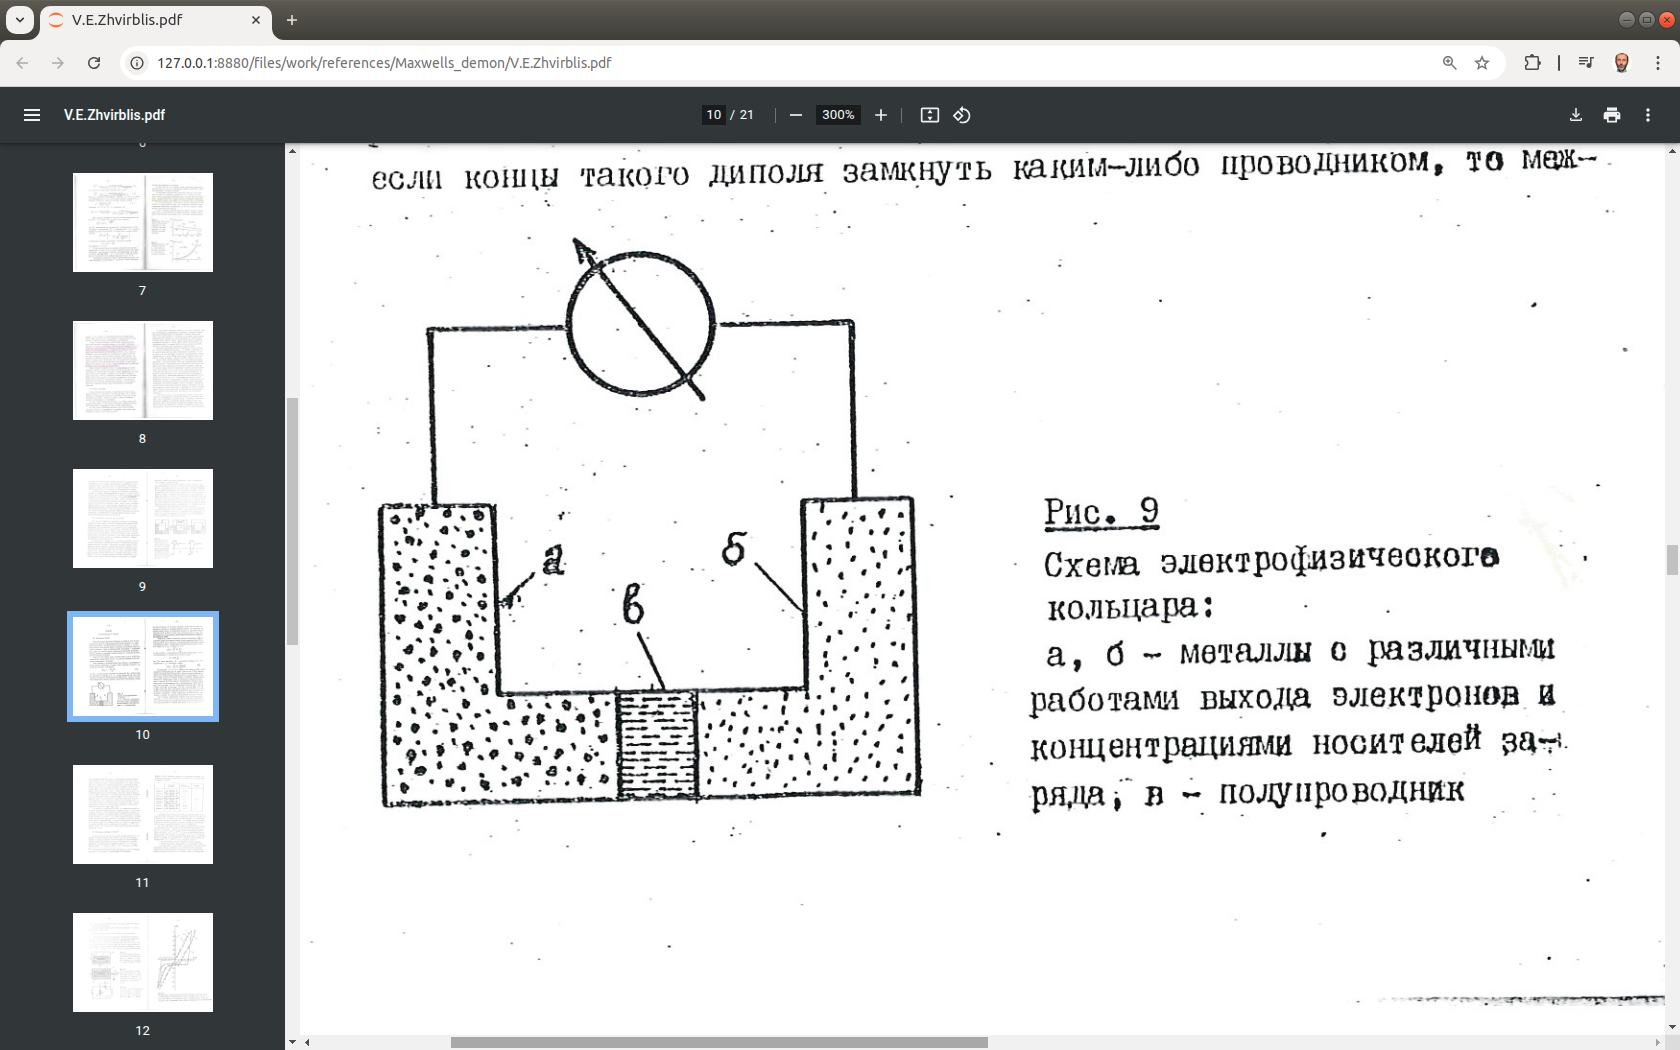 V.E.Zhvirblis.pdf
127.0.0.1:8880/files/work/references/Maxwells_demon/V.E.Zhvirblis.pdf
V.E.Zhvirblis.pdf
10 / 21
300%
6
7
8
9
10
11
12
если концы такого диполя замкнуть каким-либо проводником, то меж-
а
б
в
Рис. 9
Схема электрофизического
кольцара:
а, б - металлы с различными
работами выхода электронов и
концентрациями носителей за-
ряда; в - полупроводник